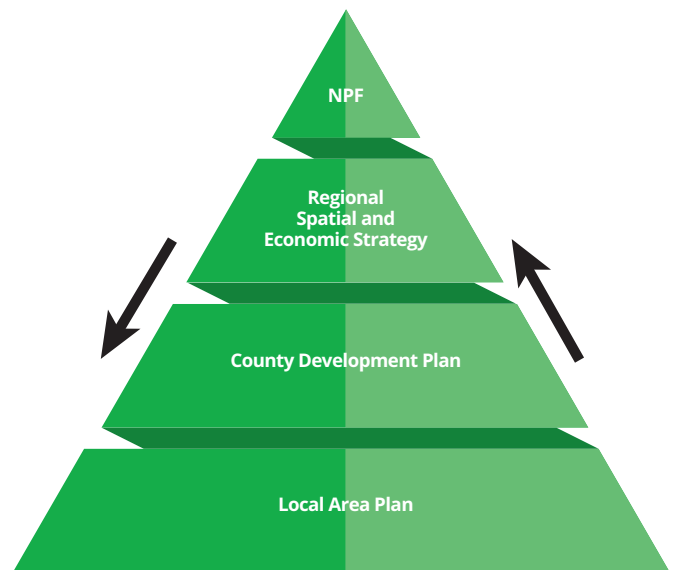 NPF
Regional
Spatial and
Economic Strategy
County Development Plan
Local Area Plan